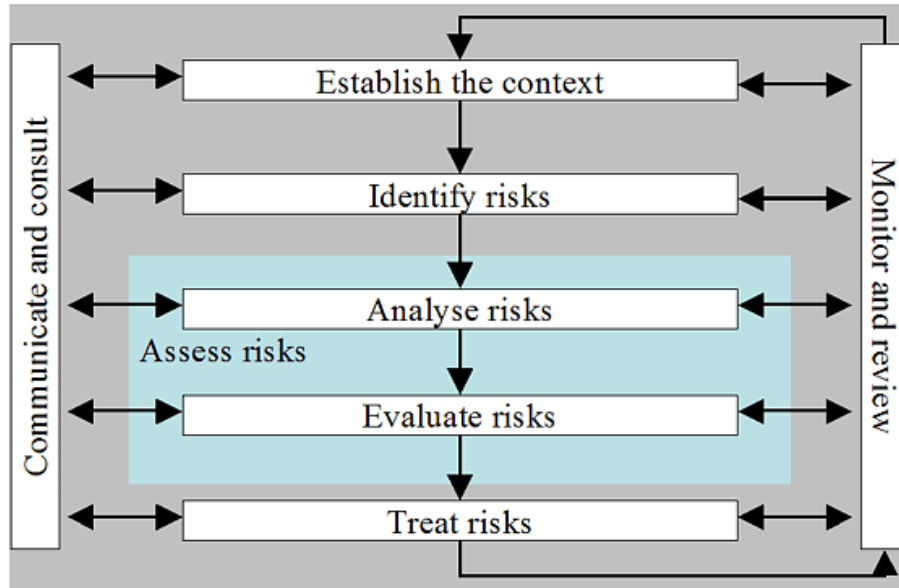 Communicate and consult
Establish the context
Identify risks
Analyse risks
Assess risks
Evaluate risks
Treat risks
Monitor and review